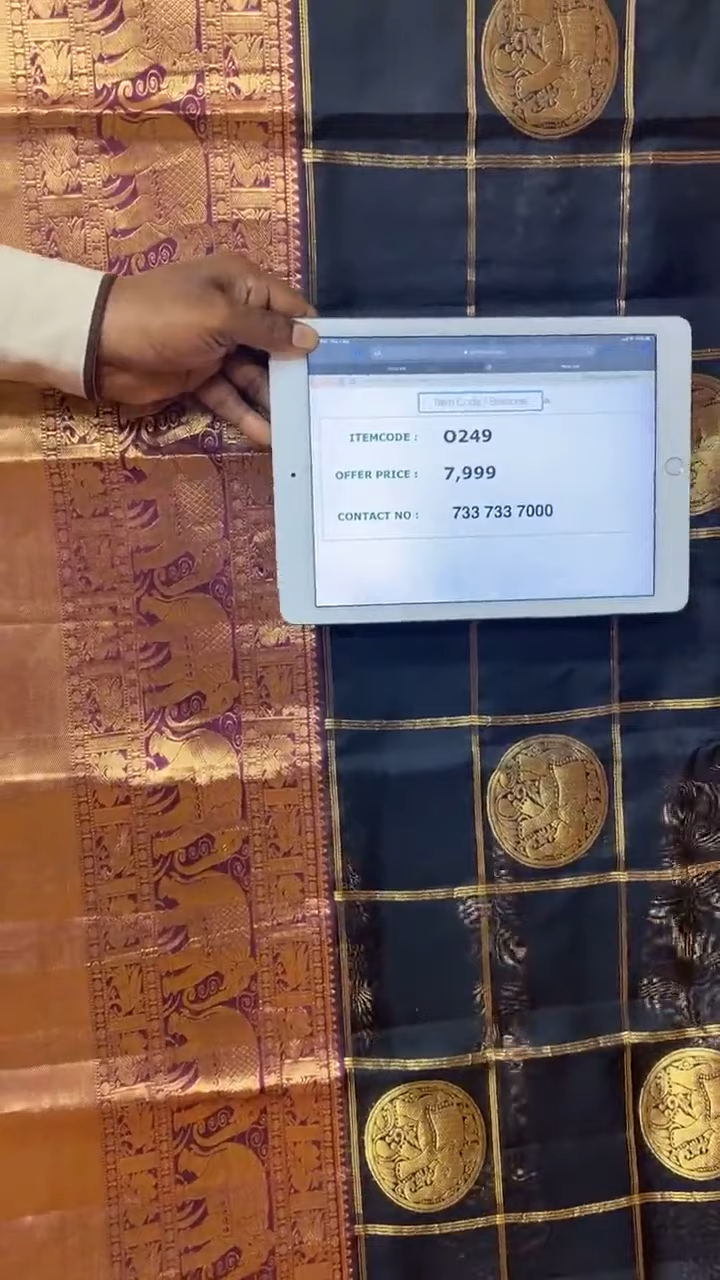 ITEMCODE : O249
OFFER PRICE : 7,999
CONTACT NO : 733 733 7000